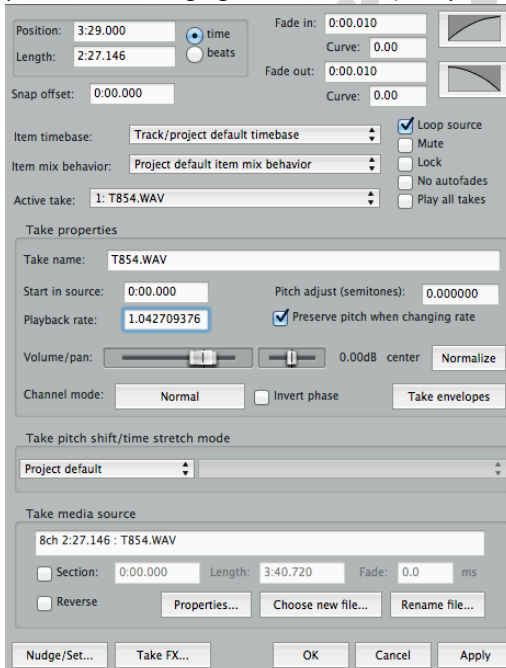 Position: 3:29.000 time Fade in: 0:00.010
Length: 2:27.146 beats Curve: 0.00
Fade out: 0:00.010
Snap offset: 0:00.000 Curve: 0.00
Item timebase: Track/project default timebase Loop source
Mute
Item mix behavior: Project default item mix behavior Lock
No autofades
Active take: 1: T854.WAV Play all takes
Take properties
Take name: T854.WAV
Start in source: 0:00.000 Pitch adjust (semitones): 0.000000
Playback rate: 1.042709376 Preserve pitch when changing rate
Volume/pan: 0.00dB center Normalize
Channel mode: Normal Invert phase Take envelopes
Take pitch shift/time stretch mode
Project default
Take media source
8ch 2:27.146 : T854.WAV
Section: 0:00.000 Length: 3:40.720 Fade: 0.0 ms
Reverse Properties... Choose new file... Rename file...
Nudge/Set... Take FX... OK Cancel Apply